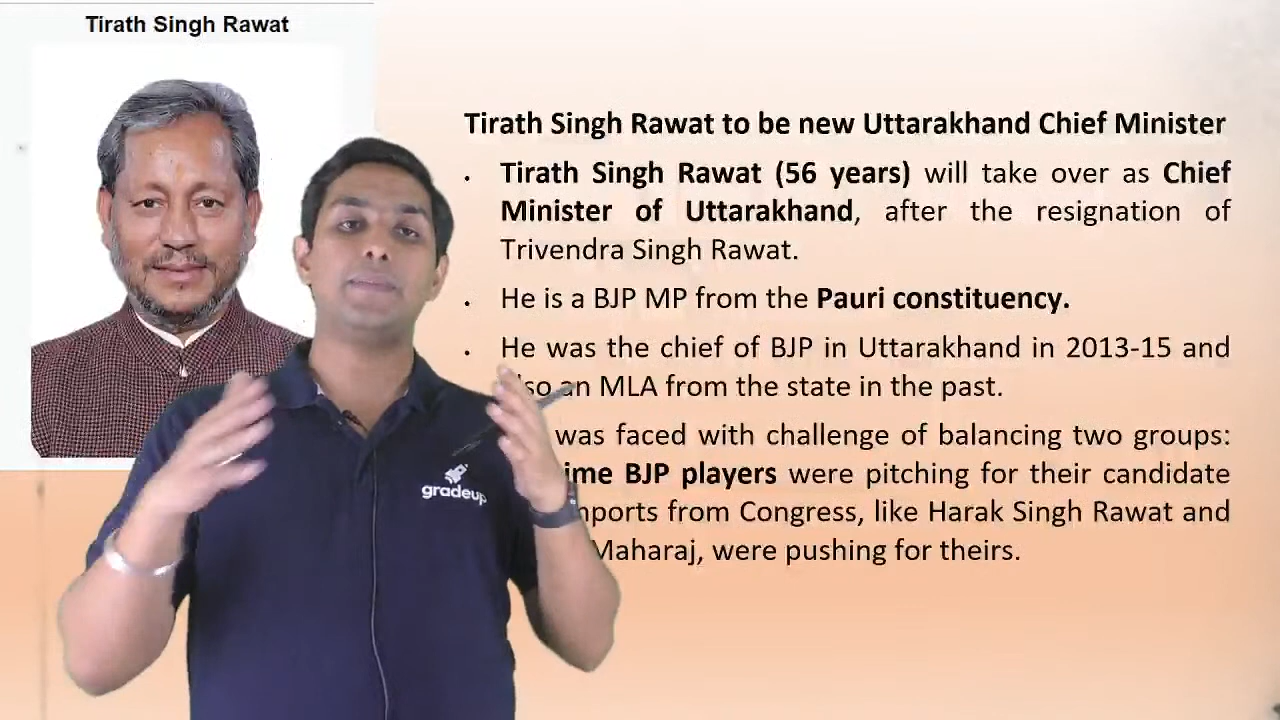 Tirath Singh Rawat
Tirath Singh Rawat to be new Uttarakhand Chief Minister
Tirath Singh Rawat (56 years) will take over as Chief
Minister of Uttarakhand, after the resignation of
Trivendra Singh Rawat.
He is a BJP MP from the Pauri constituency.
He was the chief of BJP in Uttarakhand in 2013-15 and
an MLA from the state in the past.
was faced with challenge of balancing two groups:
BJP players were pitching for their candidate
from Congress, like Harak Singh Rawat and
Maharaj, were pushing for theirs.
gradeup